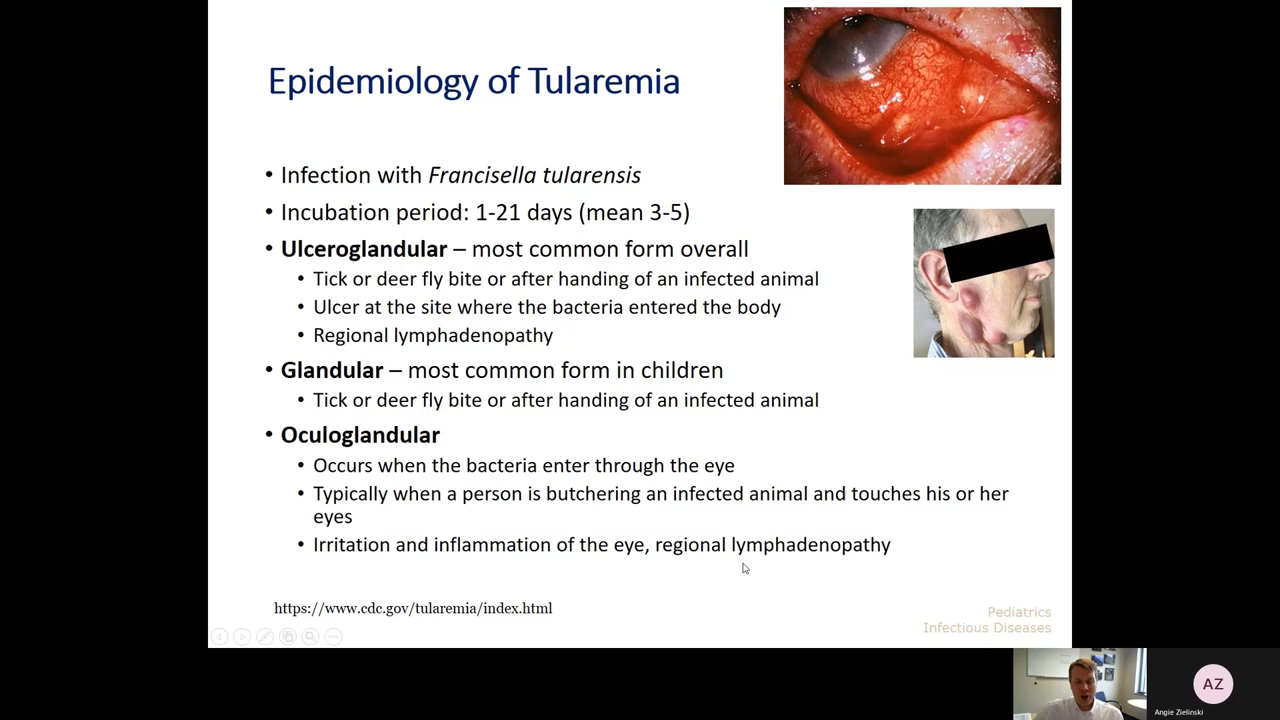 Epidemiology of Tularemia
• Infection with Francisella tularensis
• Incubation period: 1-21 days (mean 3-5)
• Ulceroglandular – most common form overall
• Tick or deer fly bite or after handing of an infected animal
• Ulcer at the site where the bacteria entered the body
• Regional lymphadenopathy
• Glandular – most common form in children
• Tick or deer fly bite or after handing of an infected animal
• Oculoglandular
• Occurs when the bacteria enter through the eye
• Typically when a person is butchering an infected animal and touches his or her
eyes
• Irritation and inflammation of the eye, regional lymphadenopathy
https://www.cdc.gov/tularemia/index.html
Pediatrics
Infectious Diseases
AZ
Angie Zielinski